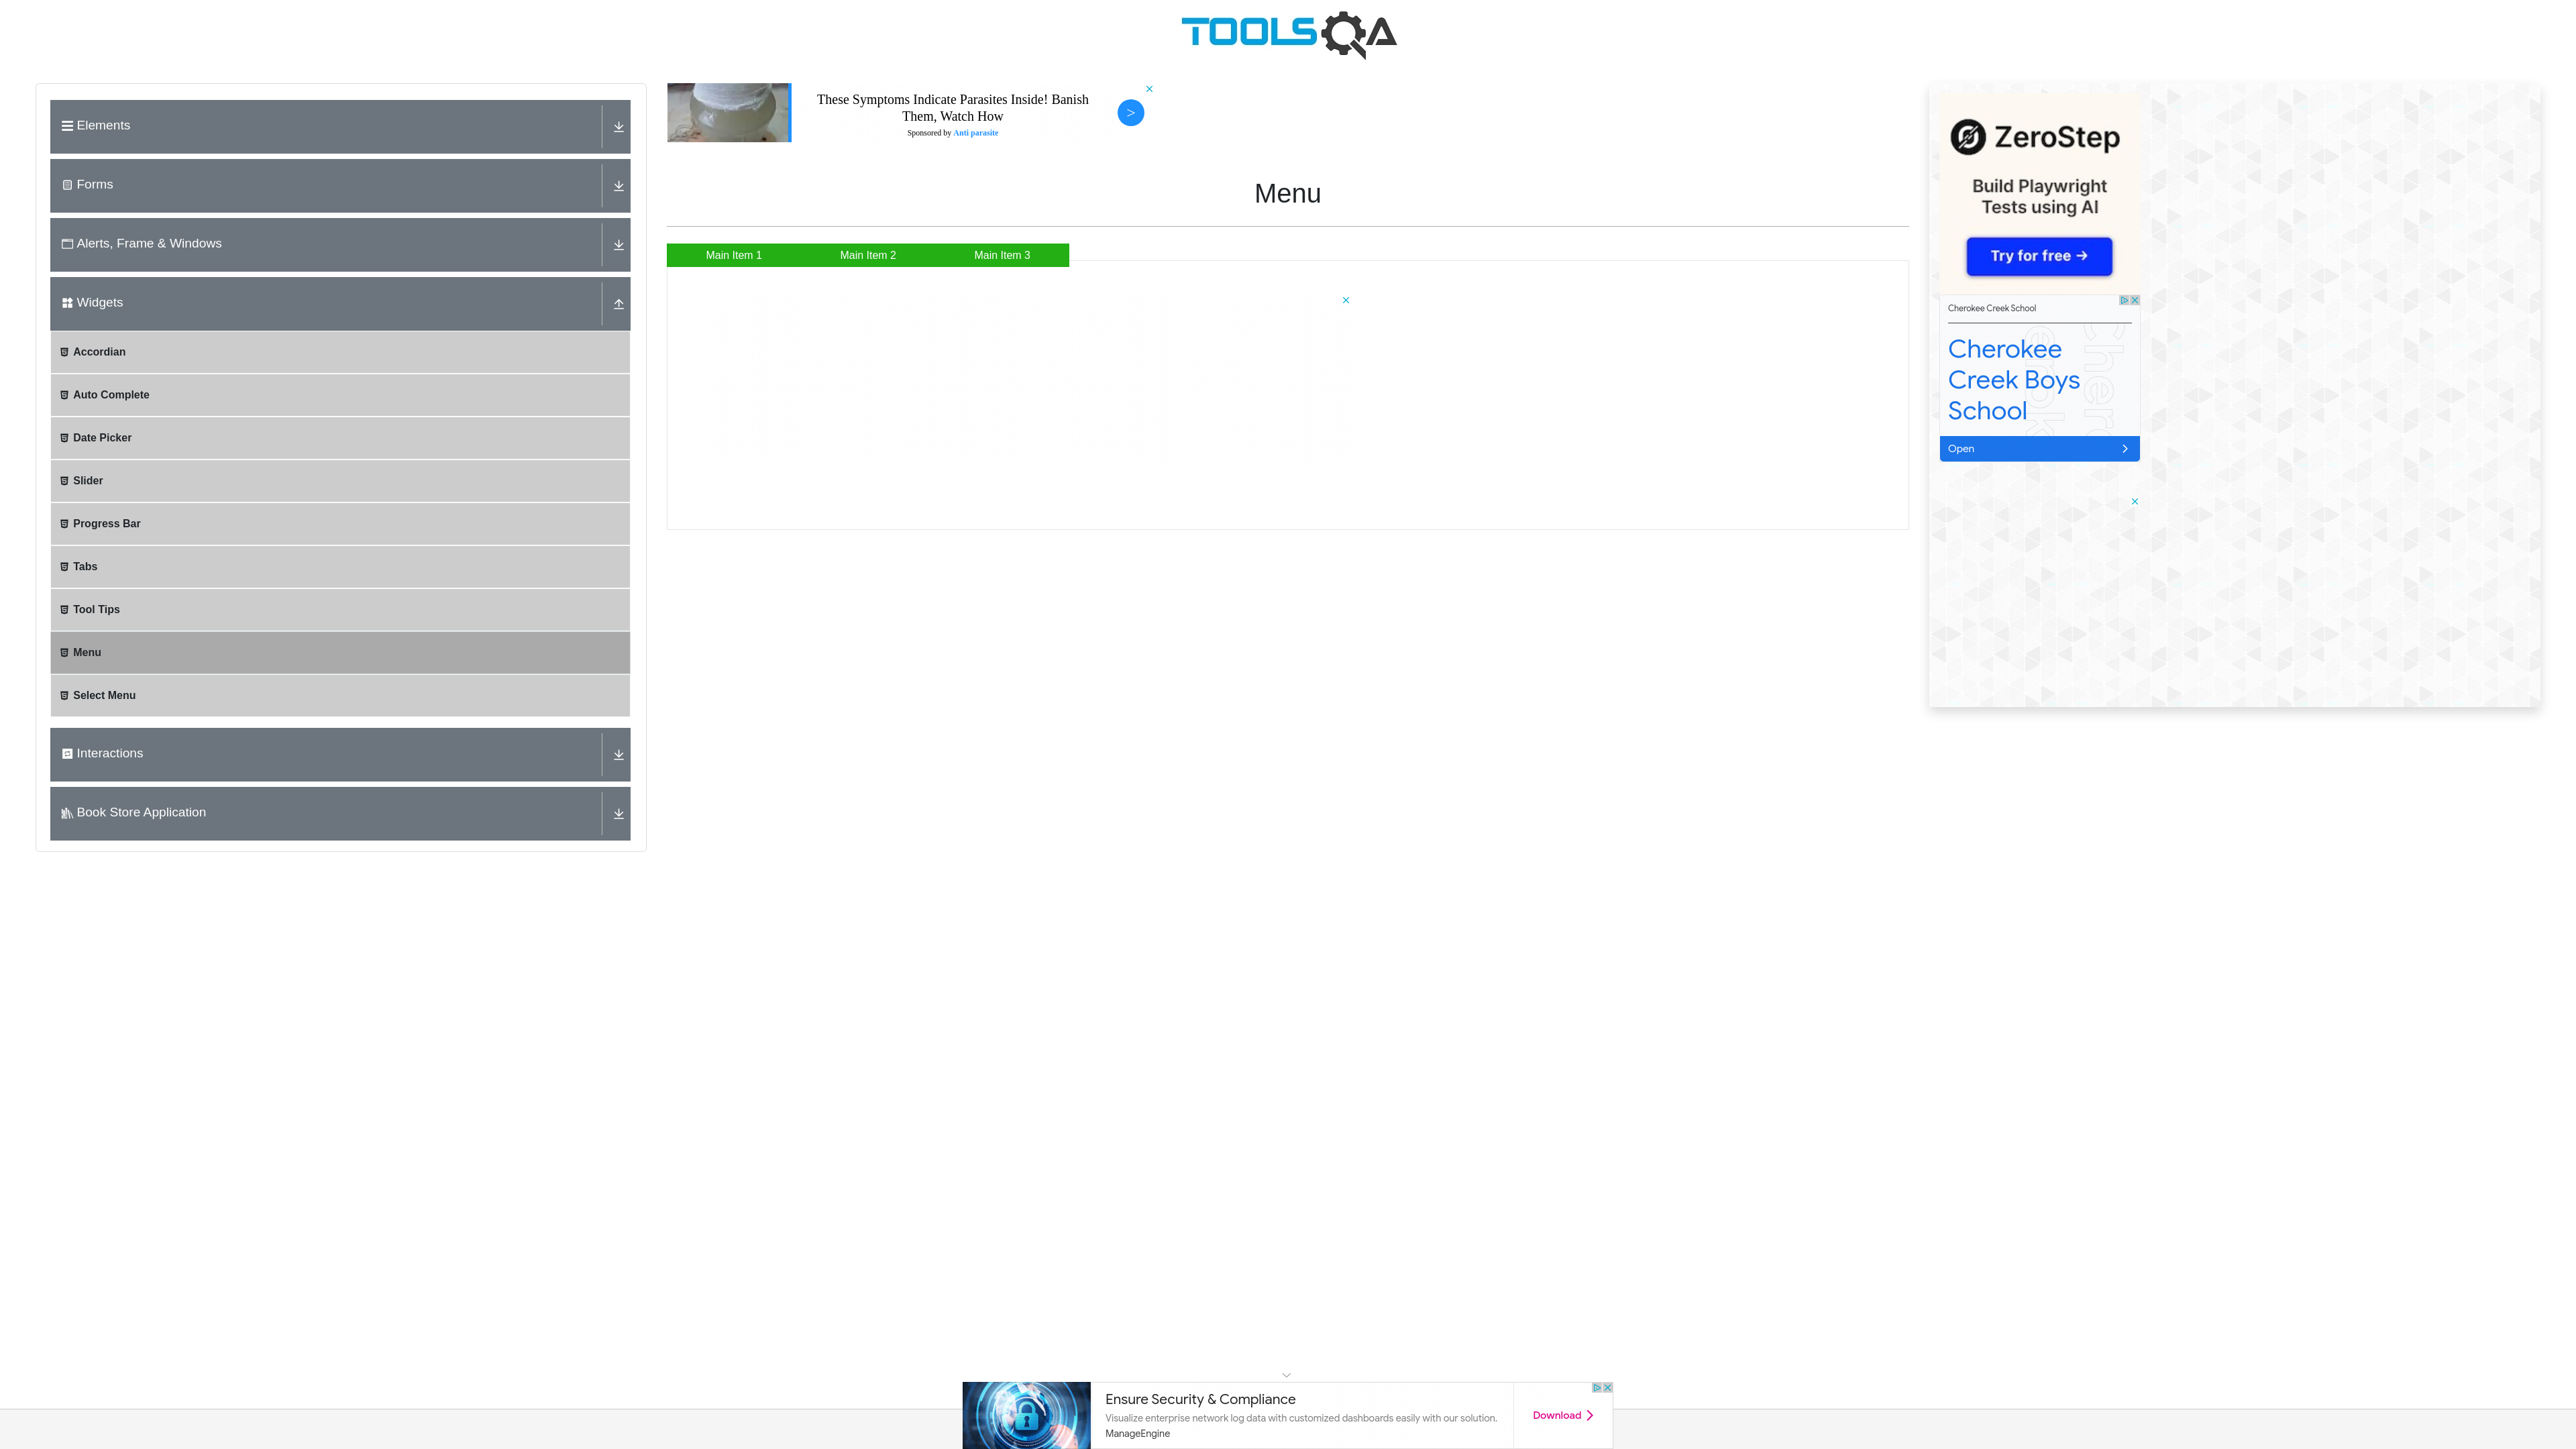 TOOLSQA
Elements
Forms
Alerts, Frame & Windows
Widgets
Accordian
Auto Complete
Date Picker
Slider
Progress Bar
Tabs
Tool Tips
Menu
Select Menu
Interactions
Book Store Application
These Symptoms Indicate Parasites Inside! Banish
Them, Watch How
Sponsored by Anti parasite
>
Menu
Main Item 1
Main Item 2
Main Item 3
ZeroStep
Build Playwright
Tests using AI
Try for free →
Cherokee Creek School
Cherokee
Creek Boys
School
Open
Ensure Security & Compliance
Visualize enterprise network log data with customized dashboards easily with our solution.
ManageEngine
Download